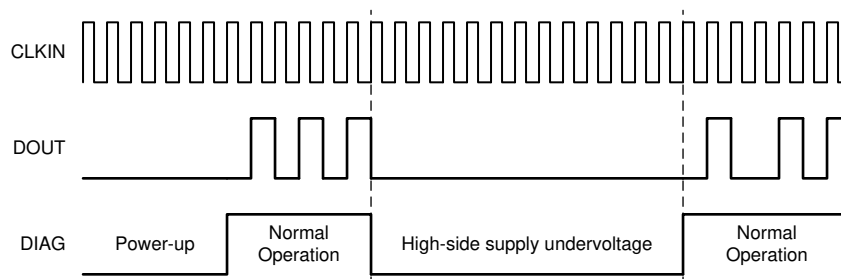 CLKIN
DOUT
DIAG
Power-up
Normal
Operation
High-side supply undervoltage
Normal
Operation